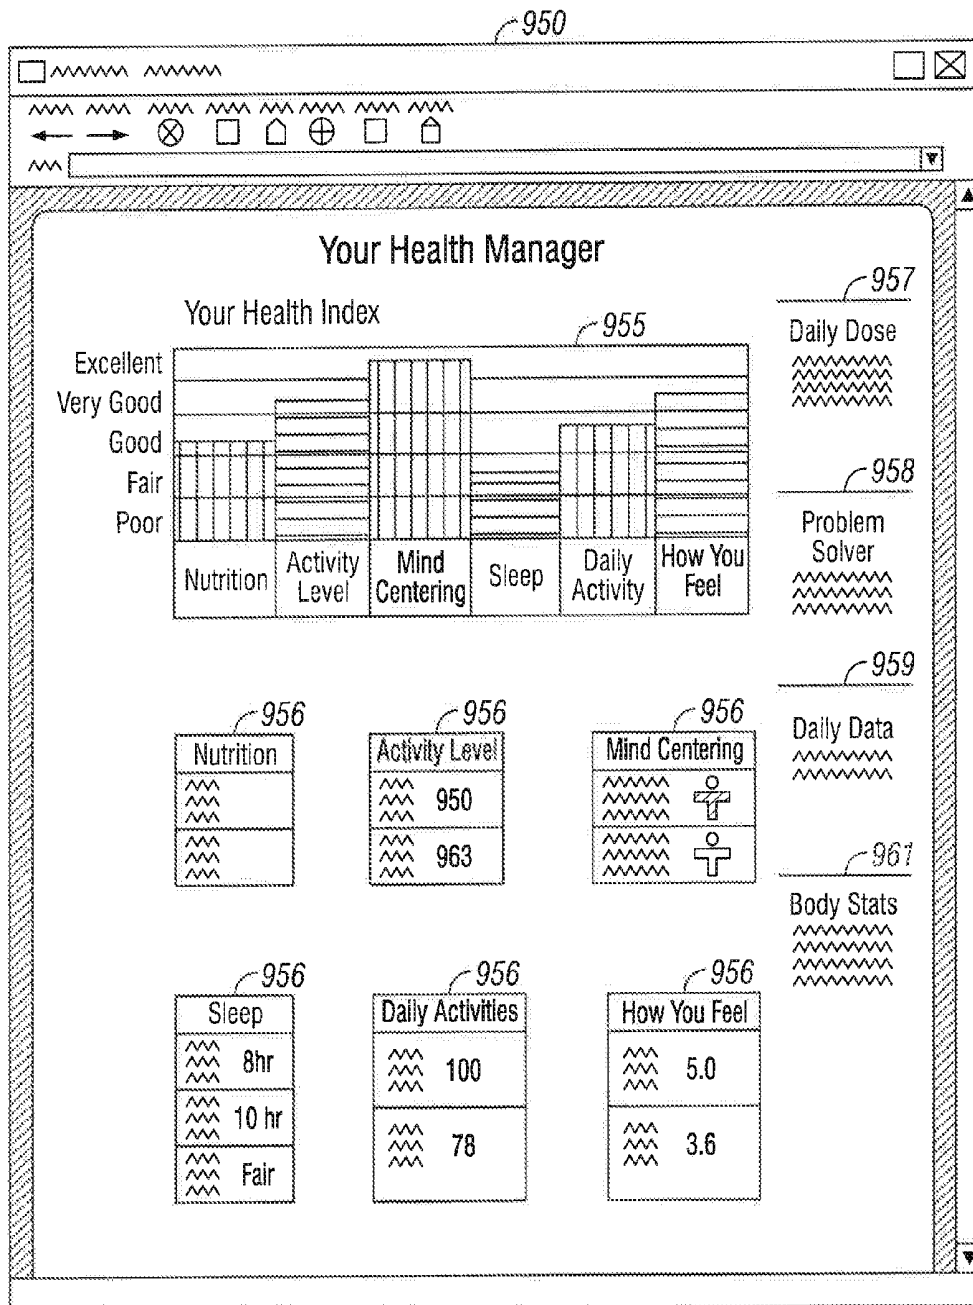 950
Your Health Manager
957
Your Health Index
955
Daily Dose
Excellent
Very Good
Good
Fair
Poor
958
Problem
Solver
Nutrition
Activity
Level
Mind
Centering
Sleep
Daily
Activity
How You
Feel
959
Daily Data
956
Nutrition
956
Activity Level
950
963
956
Mind Centering
961
Body Stats
956
Sleep
8hr
10 hr
Fair
956
Daily Activities
100
78
956
How You Feel
5.0
3.6